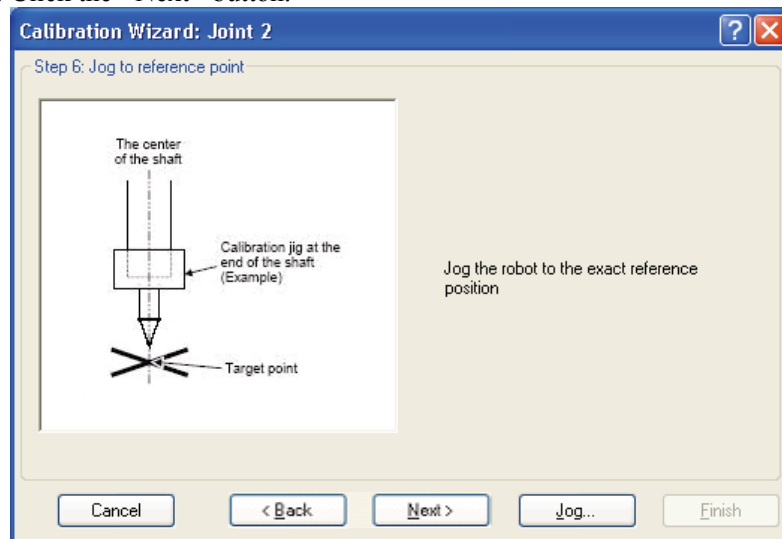 Click the "Next" button.
Calibration Wizard: Joint 2
Step 6: Jog to reference point
The center
of the shaft
Calibration jig at the
end of the shaft
(Example)
Target point
Jog the robot to the exact reference
position
Cancel
< Back
Next >
Jog...
Finish